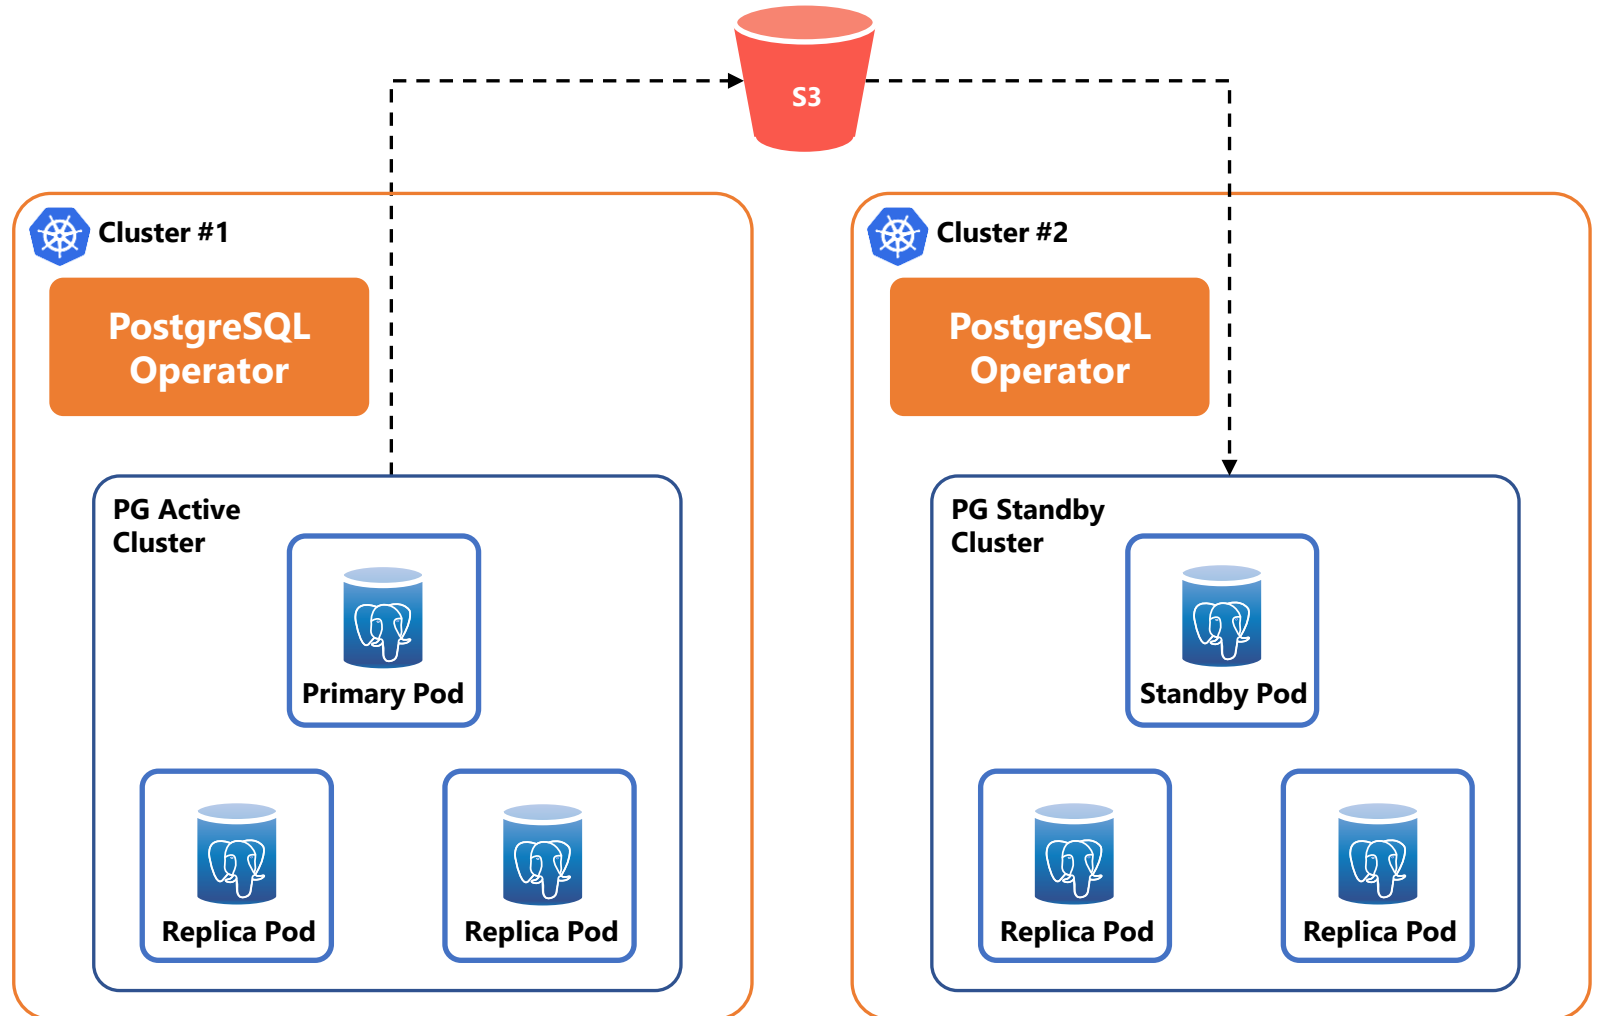 S3
Cluster #1
PostgreSQL
Operator
PG Active
Cluster
Primary Pod
Replica Pod
Replica Pod
Cluster #2
PostgreSQL
Operator
PG Standby
Cluster
Standby Pod
Replica Pod
Replica Pod